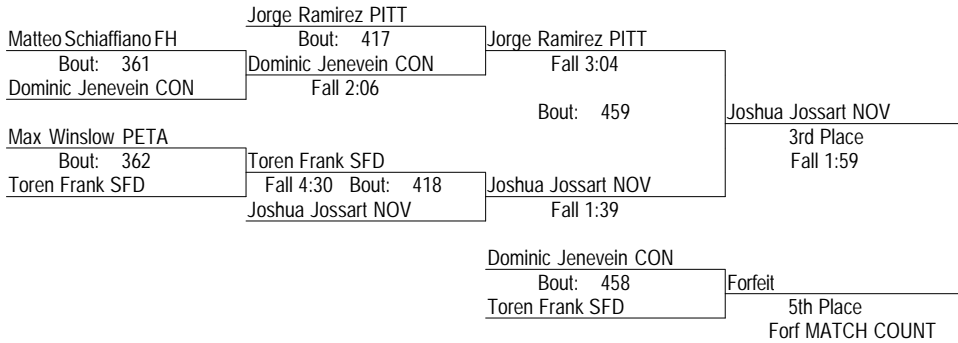 Jorge Ramirez PITT
Matteo Schiaffiano FH
Bout: 417
Jorge Ramirez PITT
Bout: 361
Dominic Jenevein CON
Fall 3:04
Dominic Jenevein CON
Fall 2:06
Bout: 459
Joshua Jossart NOV
Max Winslow PETA
3rd Place
Bout: 362
Toren Frank SFD
Fall 1:59
Toren Frank SFD
Fall 4:30 Bout: 418
Joshua Jossart NOV
Joshua Jossart NOV
Fall 1:39
Dominic Jenevein CON
Bout: 458
Forfeit
Toren Frank SFD
5th Place
Forf MATCH COUNT